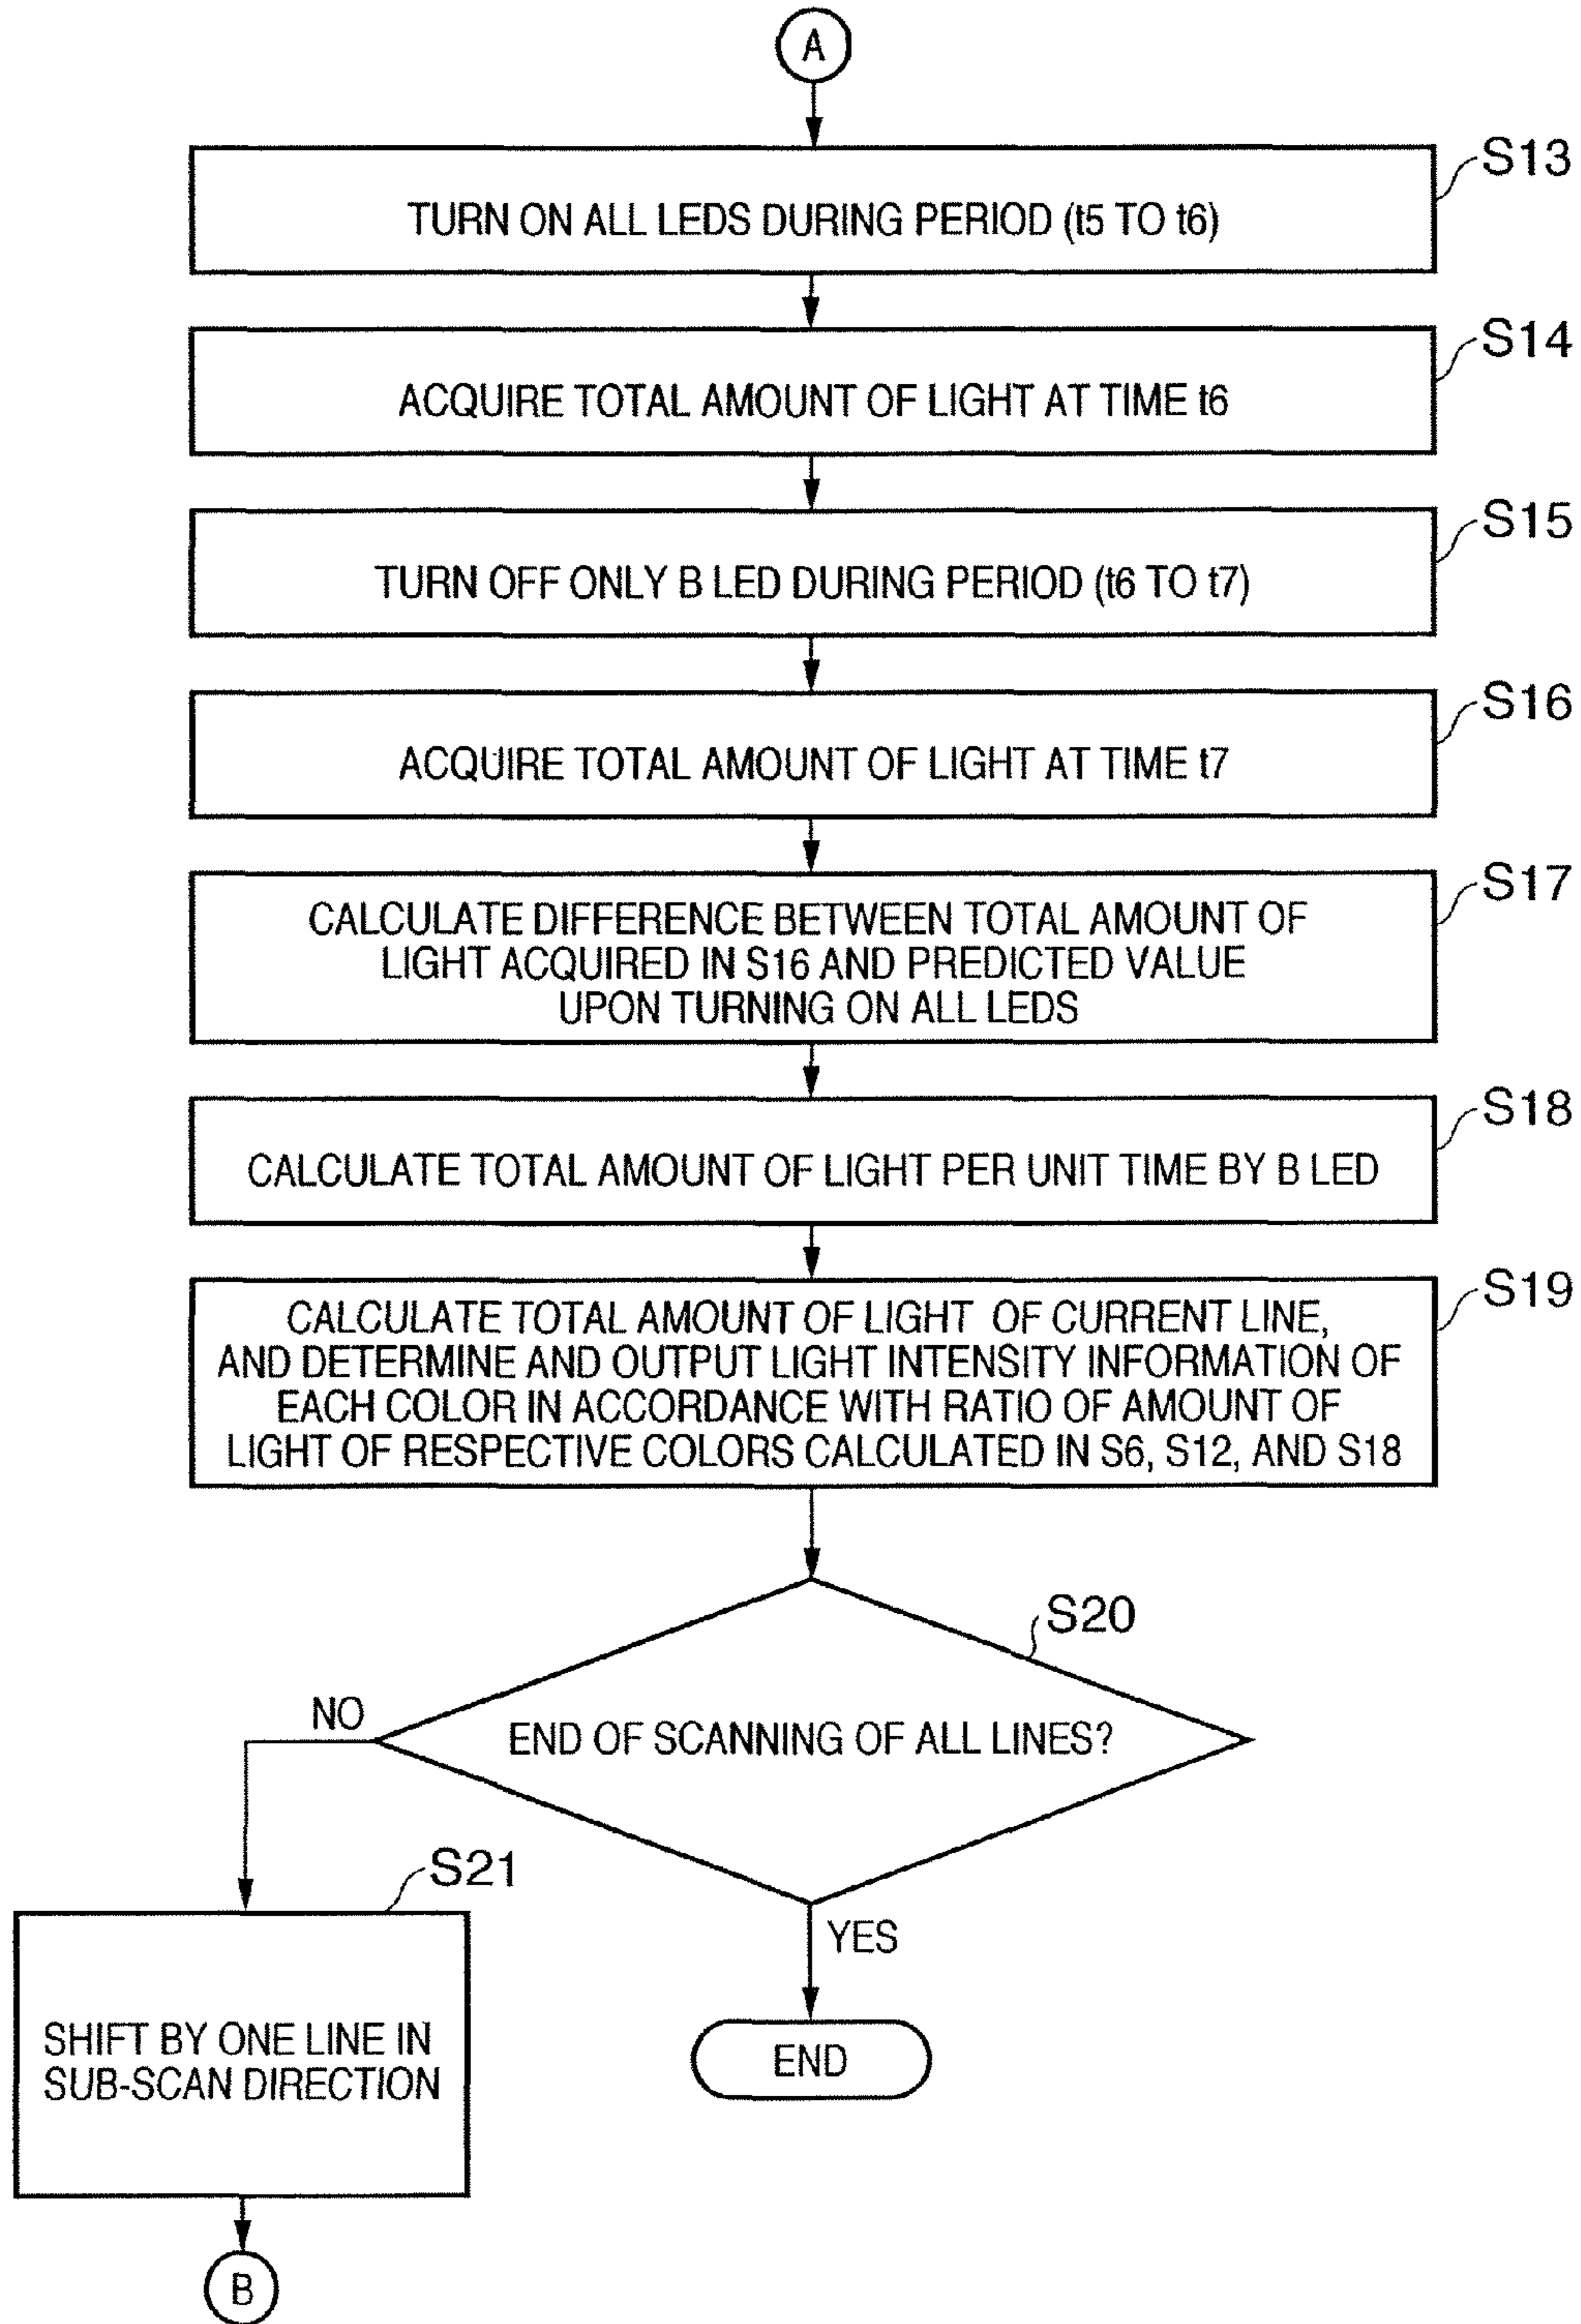 A
S13
TURN ON ALL LEDS DURING PERIOD (t5 TO t6)
S14
ACQUIRE TOTAL AMOUNT OF LIGHT AT TIME t6
S15
TURN OFF ONLY B LED DURING PERIOD (t6 TO t7)
S16
ACQUIRE TOTAL AMOUNT OF LIGHT AT TIME t7
S17
CALCULATE DIFFERENCE BETWEEN TOTAL AMOUNT OF
LIGHT ACQUIRED IN S16 AND PREDICTED VALUE
UPON TURNING ON ALL LEDS
S18
CALCULATE TOTAL AMOUNT OF LIGHT PER UNIT TIME BY B LED
S19
CALCULATE TOTAL AMOUNT OF LIGHT OF CURRENT LINE,
AND DETERMINE AND OUTPUT LIGHT INTENSITY INFORMATION OF
EACH COLOR IN ACCORDANCE WITH RATIO OF AMOUNT OF
LIGHT OF RESPECTIVE COLORS CALCULATED IN S6, S12, AND S18
S20
NO
END OF SCANNING OF ALL LINES?
S21
YES
SHIFT BY ONE LINE IN
SUB-SCAN DIRECTION
END
B